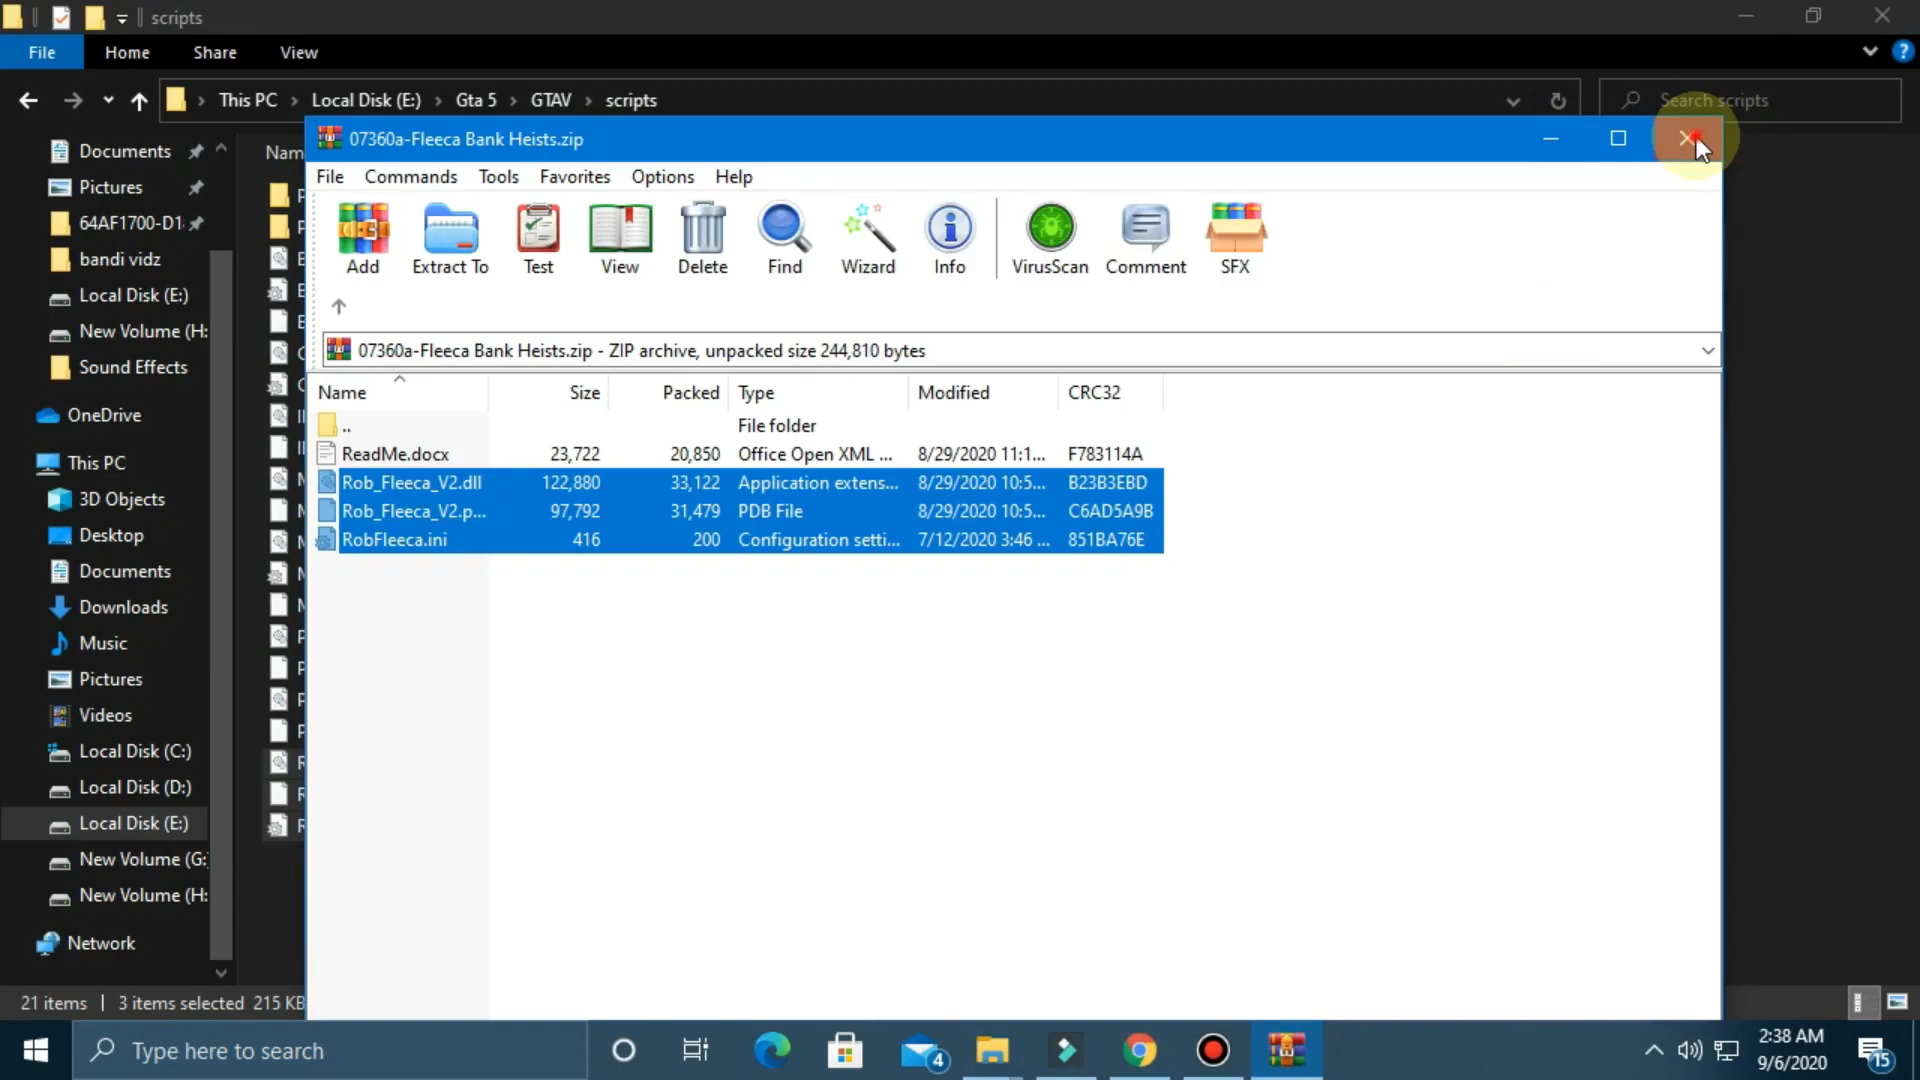 scripts
File Home Share View
This PC Local Disk (E:) Gta 5 GTAV scripts
Search scripts
Documents
Pictures
64AF1700-D1
bandi vidz
Local Disk (E:)
New Volume (H:
Sound Effects
OneDrive
This PC
3D Objects
Desktop
Documents
Downloads
Music
Pictures
Videos
Local Disk (C:)
Local Disk (D:)
Local Disk (E:)
New Volume (G:
New Volume (H:
Network
21 items 3 items selected 215 KB
07360a-Fleeca Bank Heists.zip
File Commands Tools Favorites Options Help
Add Extract To Test View Delete Find Wizard Info VirusScan Comment SFX
07360a-Fleeca Bank Heists.zip - ZIP archive, unpacked size 244,810 bytes
Name Size Packed Type Modified CRC32
.. File folder
ReadMe.docx 23,722 20,850 Office Open XML ... 8/29/2020 11:1... F783114A
Rob_Fleeca_V2.dll 122,880 33,122 Application extens... 8/29/2020 10:5... B23B3EBD
Rob_Fleeca_V2.p... 97,792 31,479 PDB File 8/29/2020 10:5... C6AD5A9B
RobFleeca.ini 416 200 Configuration setti... 7/12/2020 3:46 ... 851BA76E
Type here to search
4
2:38 AM
9/6/2020
15